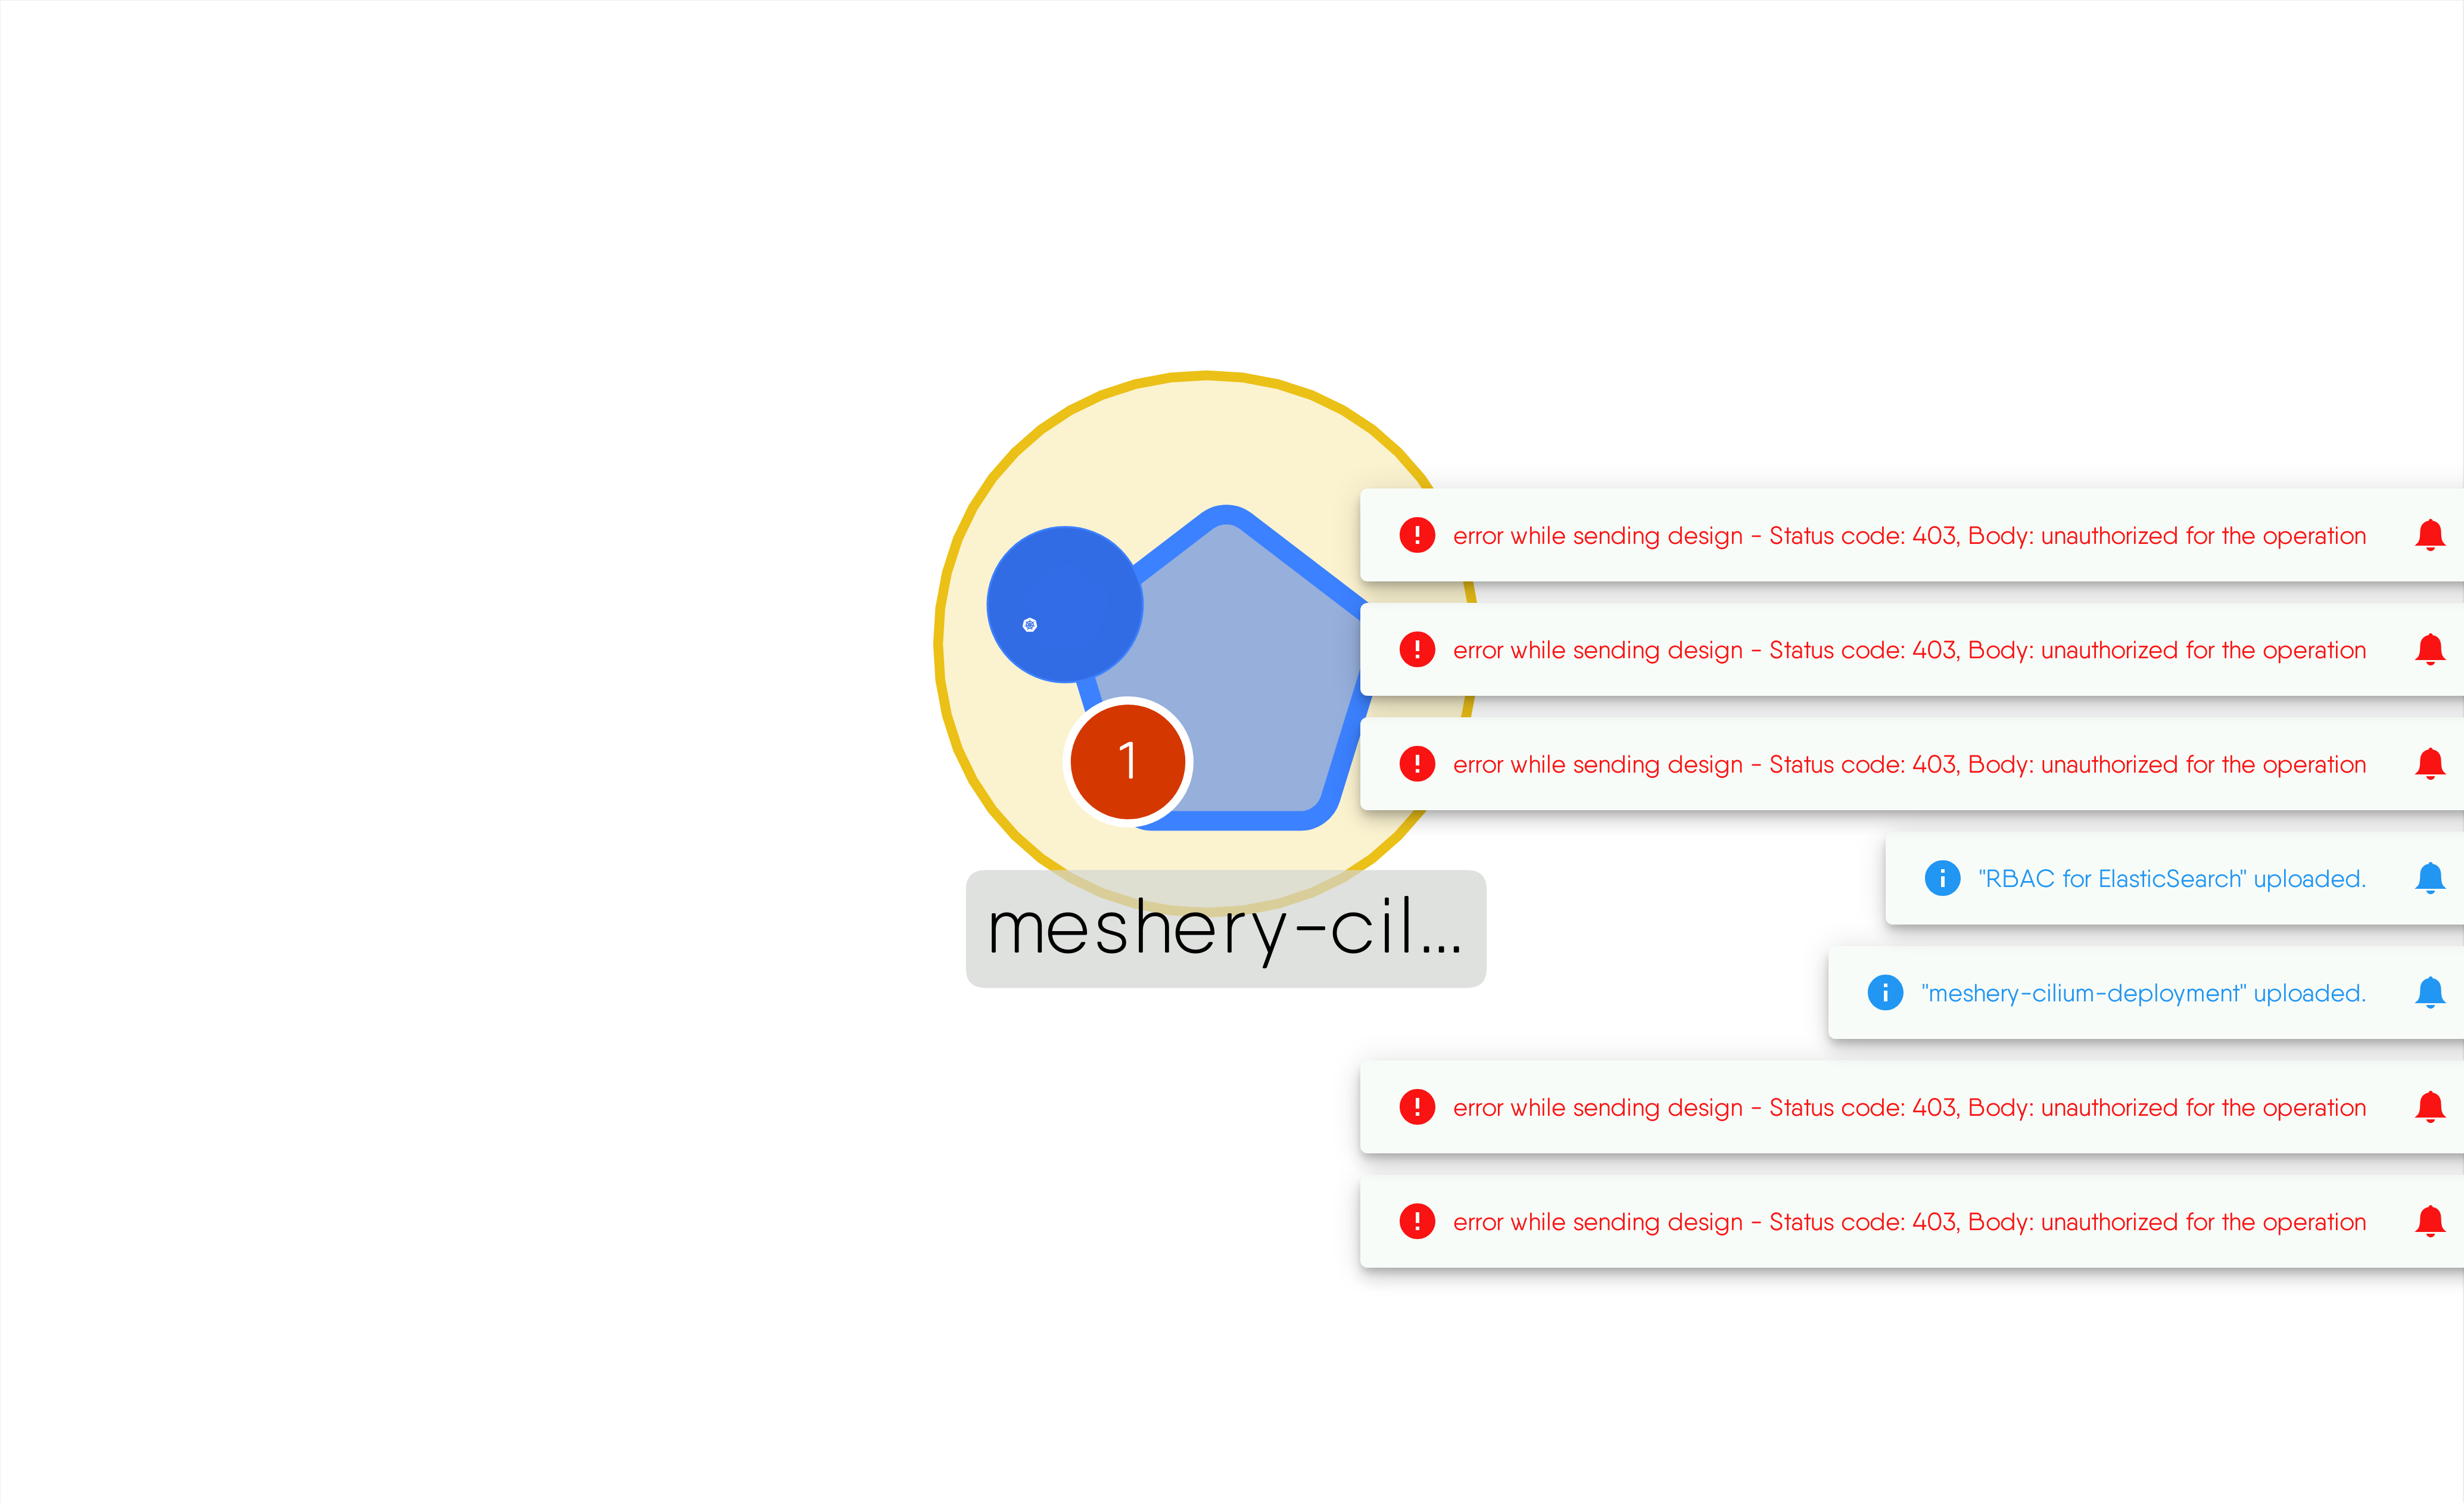 error while sending design - Status code: 403, Body: unauthorized for the operation
error while sending design - Status code: 403, Body: unauthorized for the operation
1
error while sending design - Status code: 403, Body: unauthorized for the operation
"RBAC for ElasticSearch" uploaded.
meshery-cil...
"meshery-cilium-deployment" uploaded.
error while sending design - Status code: 403, Body: unauthorized for the operation
error while sending design - Status code: 403, Body: unauthorized for the operation